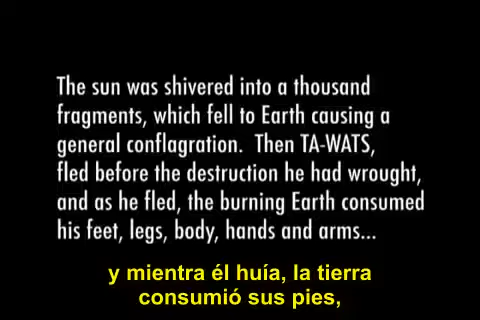 The sun was shivered into a thousand
fragments, which fell to Earth causing a
general conflagration. Then TA-WATS,
fled before the destruction he had wrought,
and as he fled, the burning Earth consumed
his feet, legs, body, hands and arms...
y mientra él huía, la tierra
consumió sus pies,